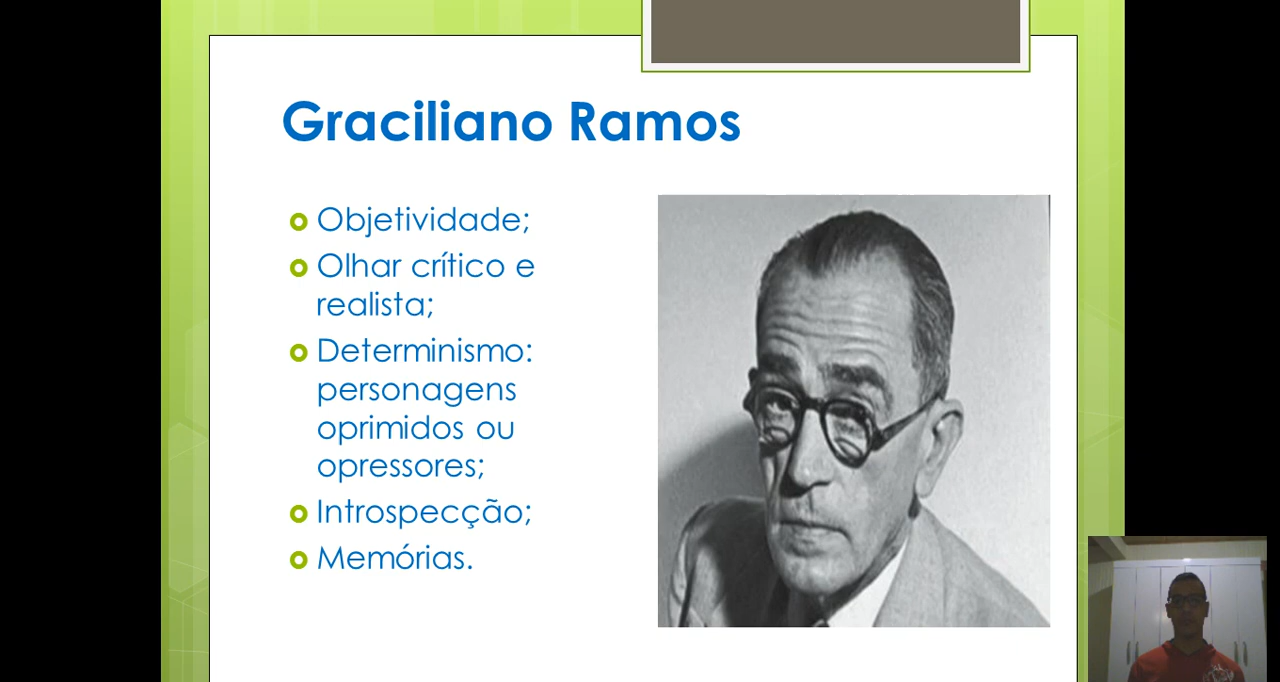 Graciliano Ramos
Objetividade;
Olhar crítico e
realista;
Determinismo:
personagens
oprimidos ou
opressores;
Introspecção;
Memórias.